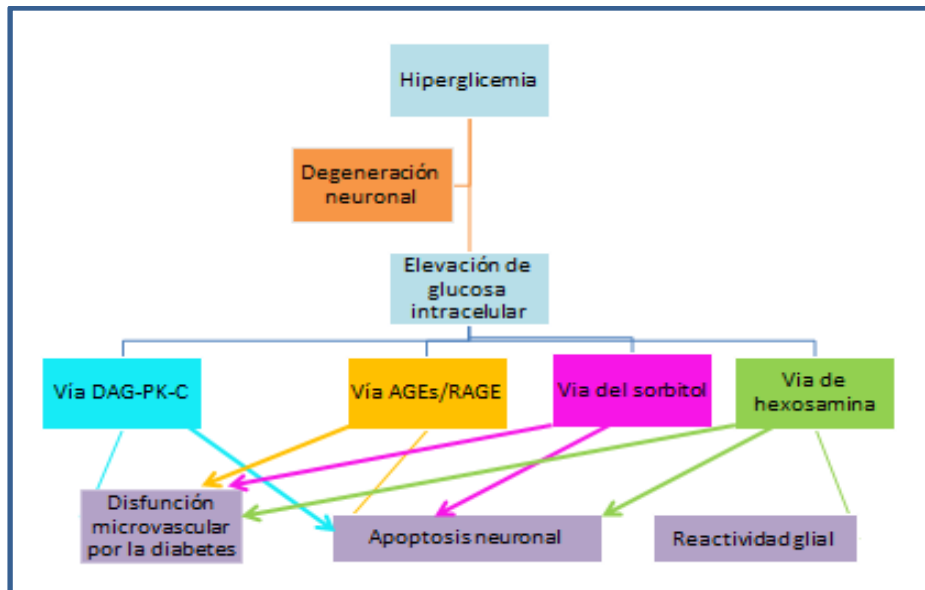 Hiperglicemia
Degeneración
neuronal
Elevación de
glucosa
intracelular
Vía DAG-PK-C
Vía AGEs/RAGE
Via del sorbitol
Via de
hexosamina
Disfunción
microvascular
por la diabetes
Apoptosis neuronal
Reactividad glial